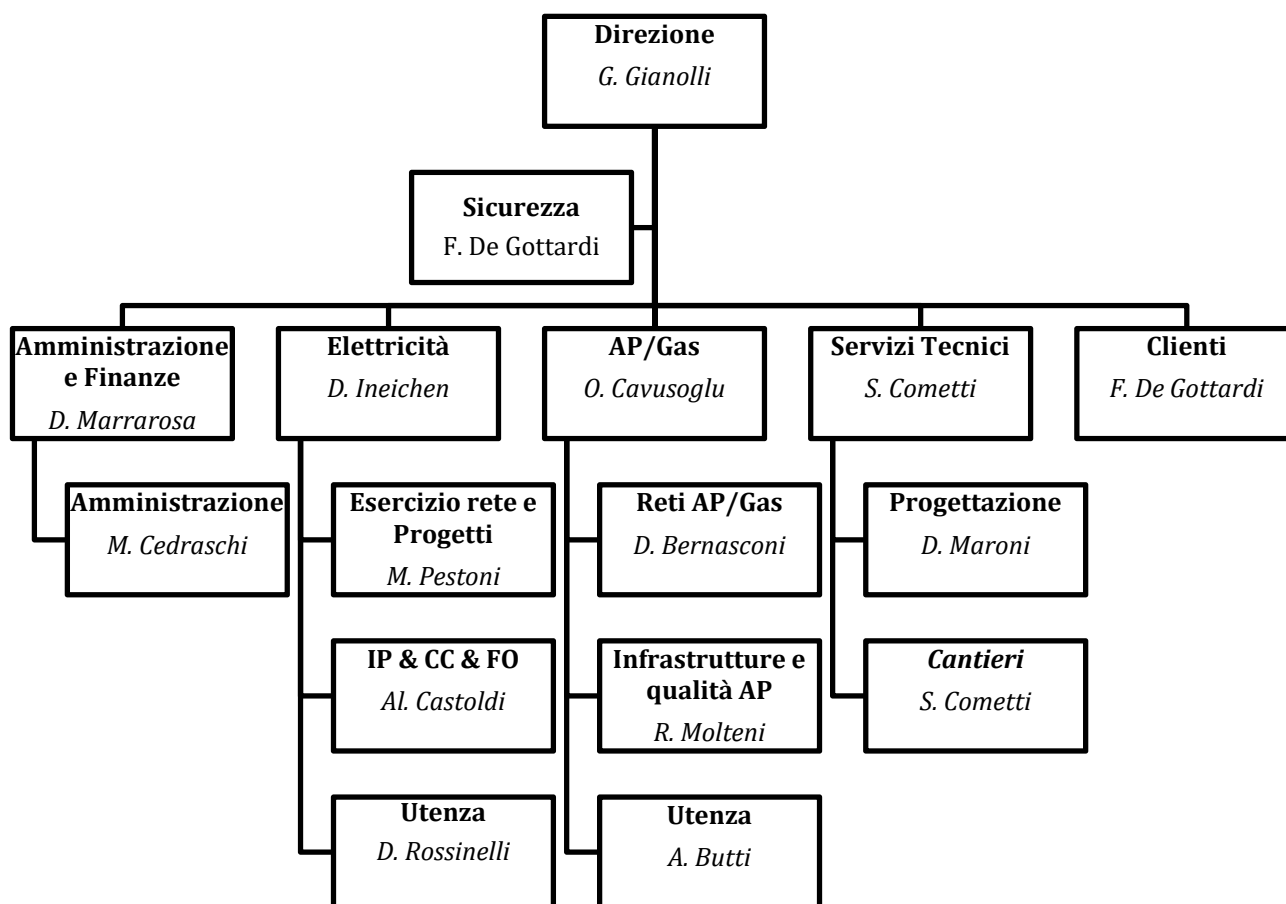 Direzione
G. Gianolli
Sicurezza
F. De Gottardi
Amministrazione
e Finanze
D. Marrarosa
Elettricità
D. Ineichen
AP/Gas
O. Cavusoglu
Servizi Tecnici
S. Cometti
Clienti
F. De Gottardi
Amministrazione
M. Cedraschi
Esercizio rete e
Progetti
M. Pestoni
Reti AP/Gas
D. Bernasconi
Progettazione
D. Maroni
IP & CC & FO
Al. Castoldi
Infrastrutture e
qualità AP
R. Molteni
Cantieri
S. Cometti
Utenza
D. Rossinelli
Utenza
A. Butti